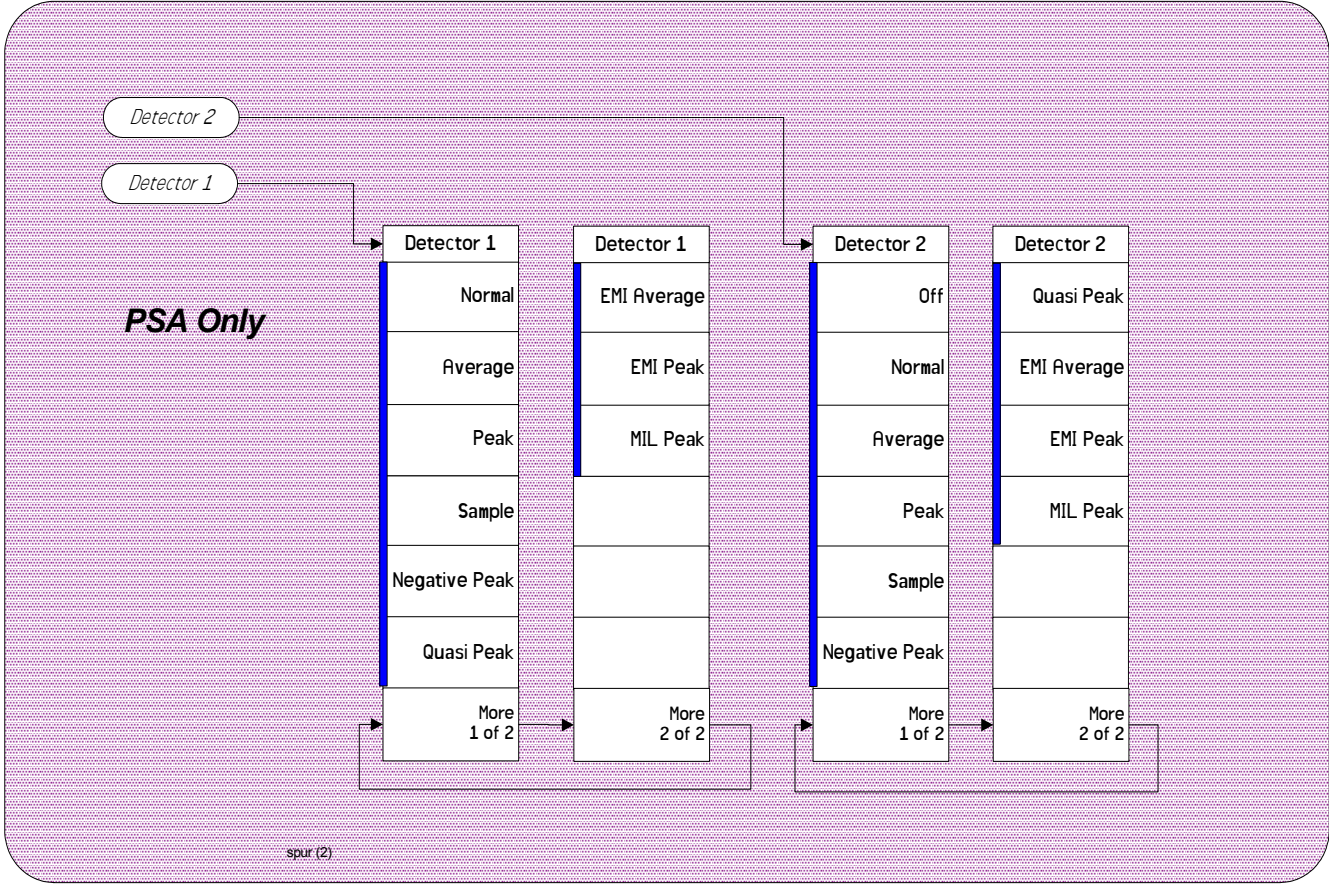 Detector 2
Detector 1
PSA Only
Detector 1
Normal
Average
Peak
Sample
Negative Peak
Quasi Peak
More
1 of 2
Detector 1
EMI Average
EMI Peak
MIL Peak
More
2 of 2
Detector 2
Off
Normal
Average
Peak
Sample
Negative Peak
More
1 of 2
Detector 2
Quasi Peak
EMI Average
EMI Peak
MIL Peak
More
2 of 2
spur (2)